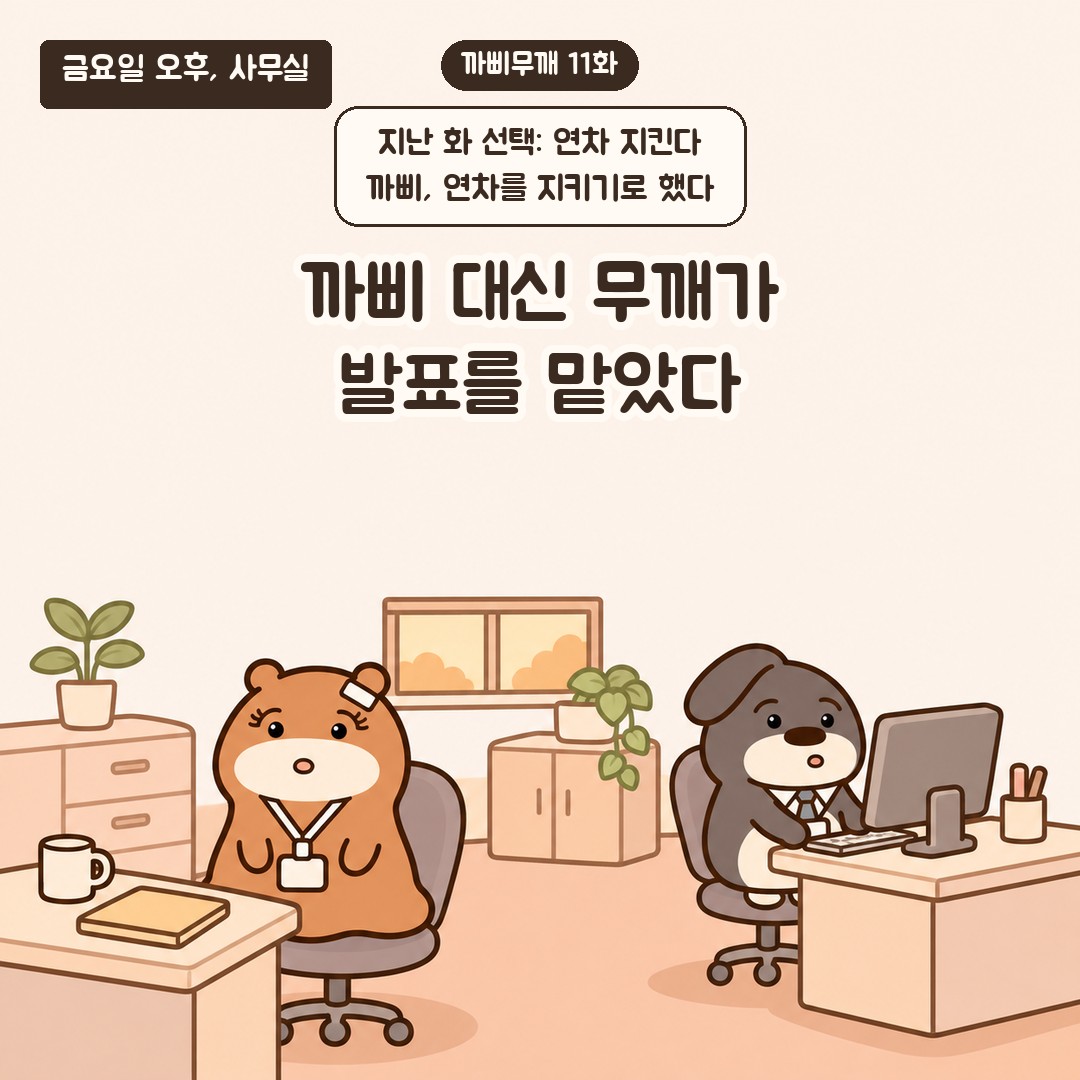 금요일 오후, 사무실
까삐무깨 11화
지난 화 선택: 연차 지킨다
까삐, 연차를 지키기로 했다
까삐 대신 무깨가
발표를 맡았다